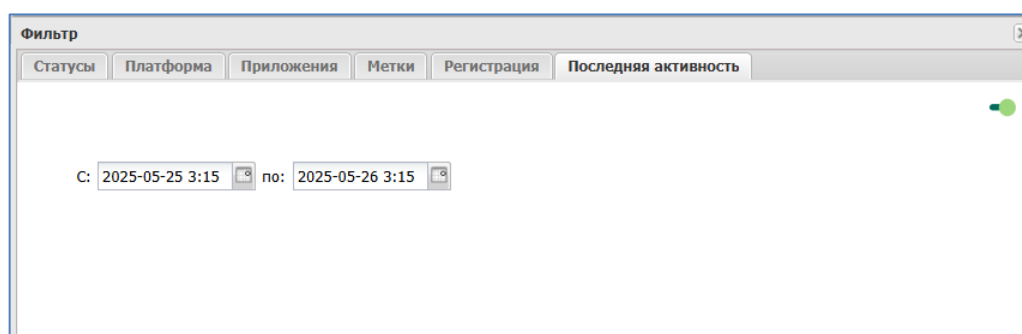 Фильтр
Статусы Платформа Приложения Метки Регистрация Последняя активность
С: 2025-05-25 3:15 по: 2025-05-26 3:15